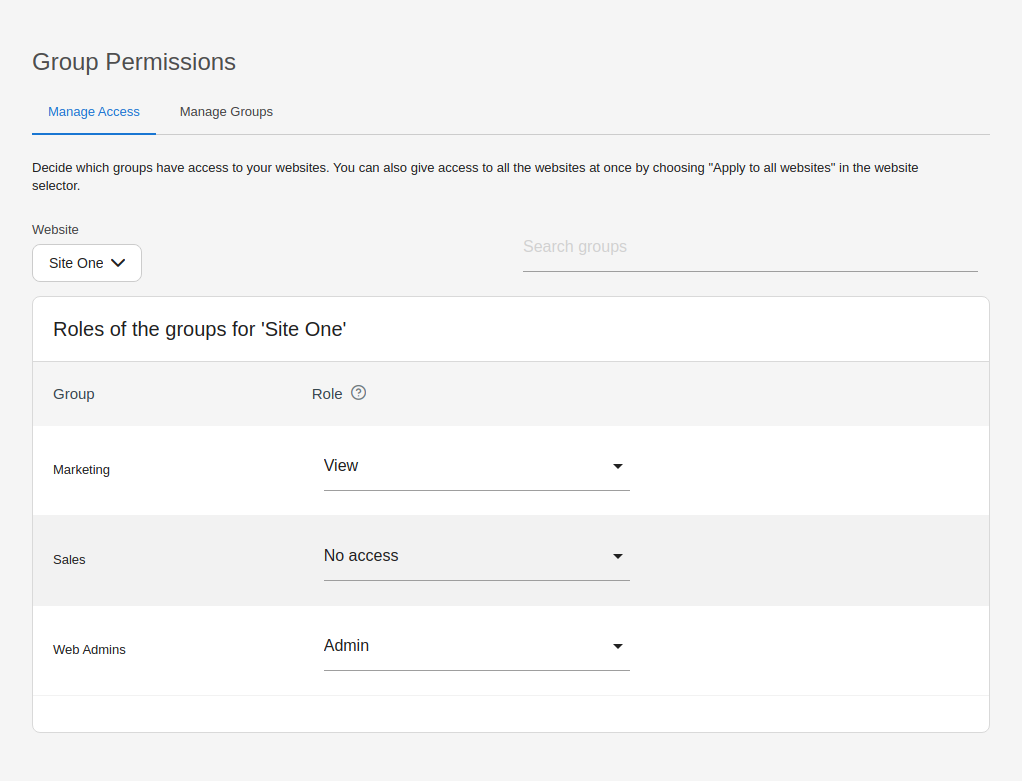 Group Permissions
Manage Access Manage Groups
Decide which groups have access to your websites. You can also give access to all the websites at once by choosing "Apply to all websites" in the website
selector.
Website
Site One
Search groups
Roles of the groups for 'Site One'
Group Role ?
Marketing View
Sales No access
Web Admins Admin